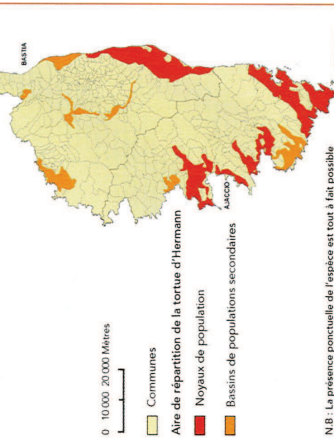 BASTIA
AJACCIO
0 10 000 20 000 Mètres
Communes
Aire de répartition de la tortue d'Hermann
Noyaux de population
Bassins de populations secondaires
N.B : La présence ponctuelle de l'espèce est tout à fait possible